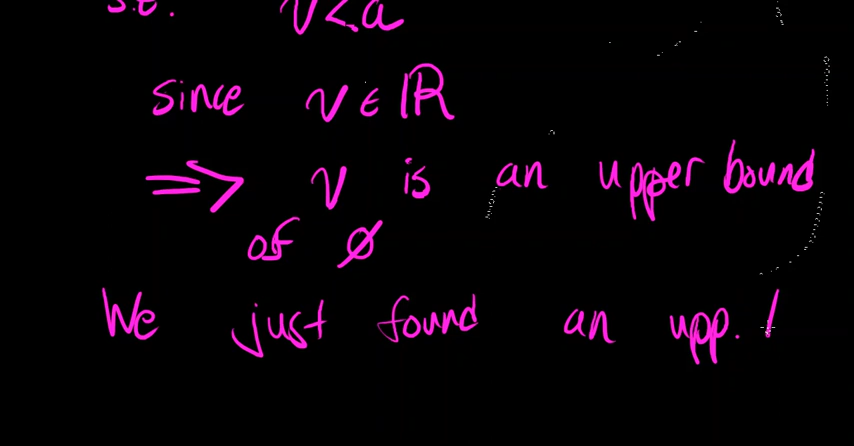 s.t. v<a
since v ∈ ℝ
⇒ v is an upper bound
of ∅
We just found an upp. !